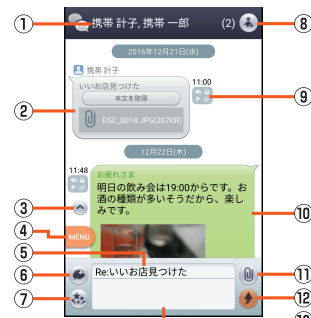 ① 携帯 計子, 携帯 一郎 (2) ⑧
2016年12月21日(水)
携帯 計子
いいお店見つけた
11:00
本文を取得
② ⑨
DSC_0018.JPG(207KB)
12月22日(木)
11:48
お疲れさま
明日の飲み会は19:00からです。お
酒の種類が多いそうだから、楽し
みです。
③ ⑩
④ MENU
⑤
⑥ Re:いいお店見つけた ⑪
⑦ ⑫